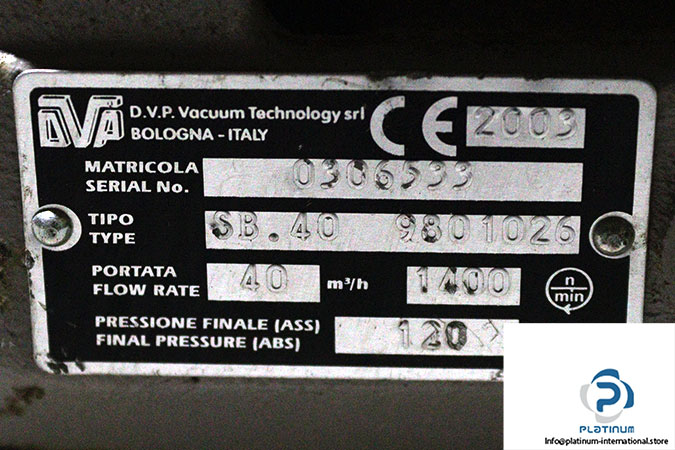 DVP
D.V.P. Vacuum Technology srl
BOLOGNA - ITALY
CE 2003
MATRICOLA
SERIAL No. 0306533
TIPO
TYPE SB.40 9801026
PORTATA
FLOW RATE 40 m³/h 1400 n/min
PRESSIONE FINALE (ASS)
FINAL PRESSURE (ABS) 120
PLATINUM
Info@platinum-international.store